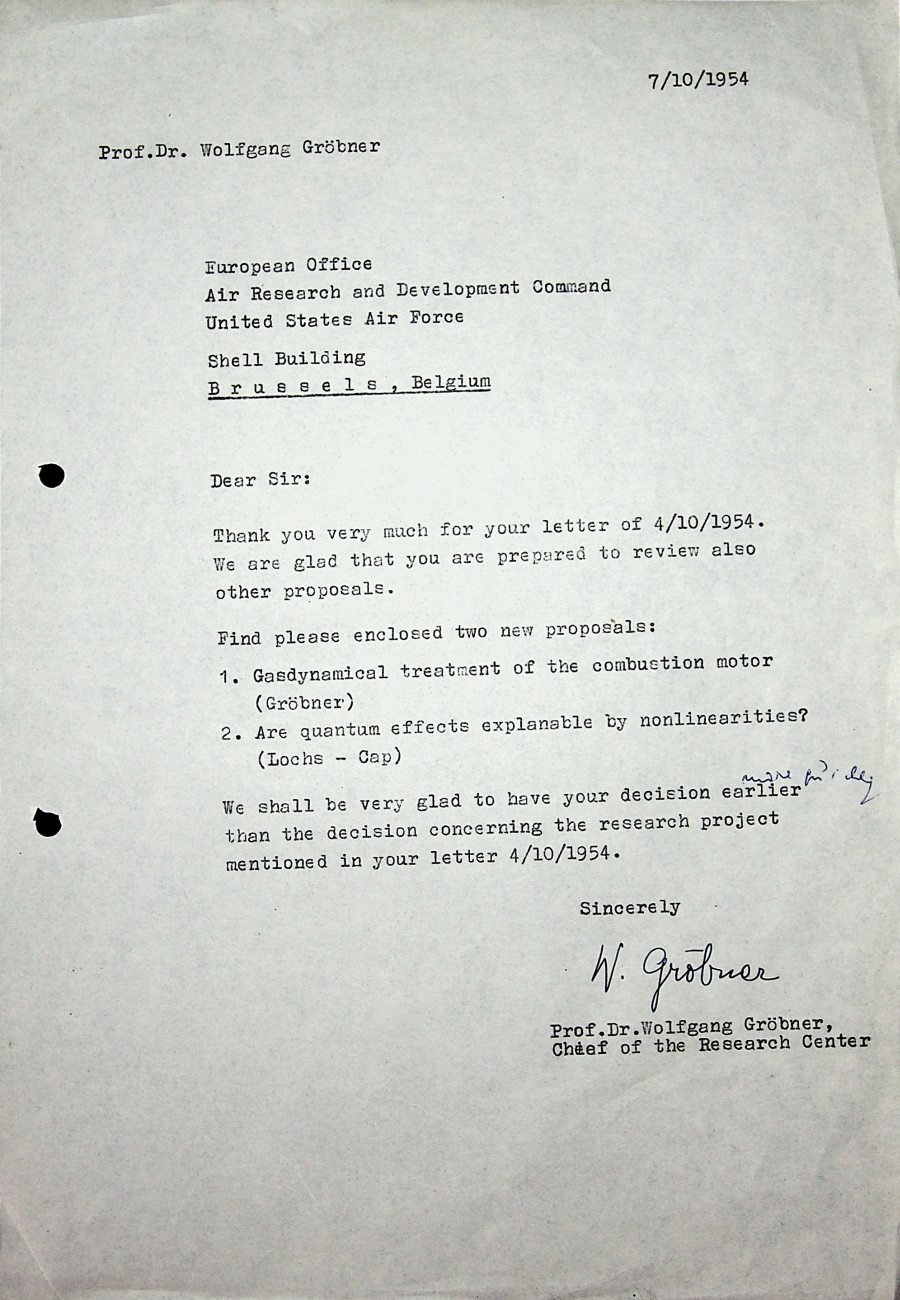 7/10/1954
Prof.Dr. Wolfgang Gröbner
European Office
Air Research and Development Command
United States Air Force
Shell Building
B r u s s e l s , Belgium
Dear Sir:
Thank you very much for your letter of 4/10/1954.
We are glad that you are prepared to review also
other proposals.
Find please enclosed two new proposals:
1. Gasdynamical treatment of the combustion motor
(Gröbner)
2. Are quantum effects explanable by nonlinearities?
(Lochs - Cap)
more
We shall be very glad to have your decision earlier
than the decision concerning the research project
mentioned in your letter 4/10/1954.
Sincerely
W. Gröbner
Prof.Dr.Wolfgang Gröbner,
Chief of the Research Center